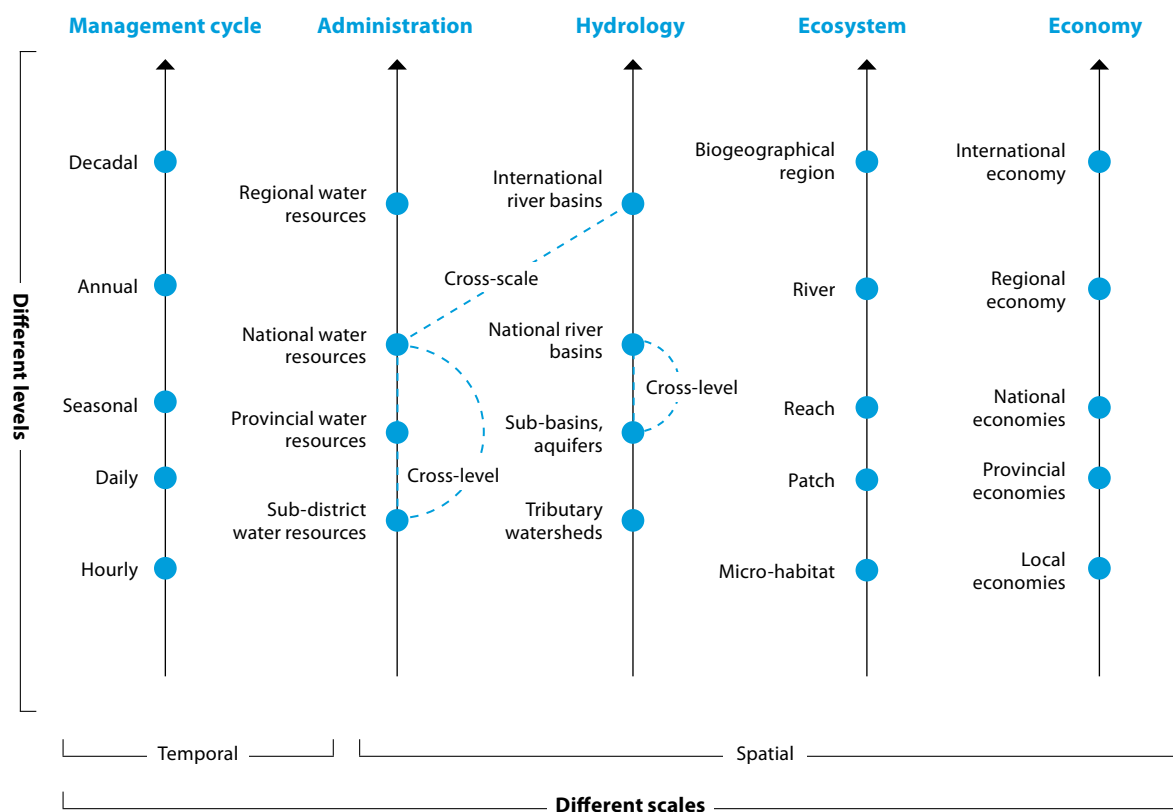 Management cycle
Administration
Hydrology
Ecosystem
Economy
Different levels
Decadal
Annual
Seasonal
Daily
Hourly
Regional water
resources
National water
resources
Provincial water
resources
Sub-district
water resources
Cross-level
Cross-scale
International
river basins
National river
basins
Sub-basins,
aquifers
Tributary
watersheds
Cross-level
Biogeographical
region
River
Reach
Patch
Micro-habitat
International
economy
Regional
economy
National
economies
Provincial
economies
Local
economies
Temporal
Spatial
Different scales